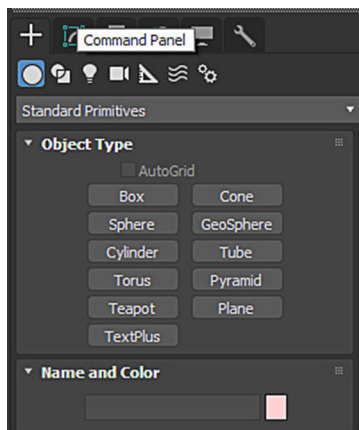 Command Panel
Standard Primitives
Object Type
AutoGrid
Box Cone
Sphere GeoSphere
Cylinder Tube
Torus Pyramid
Teapot Plane
TextPlus
Name and Color